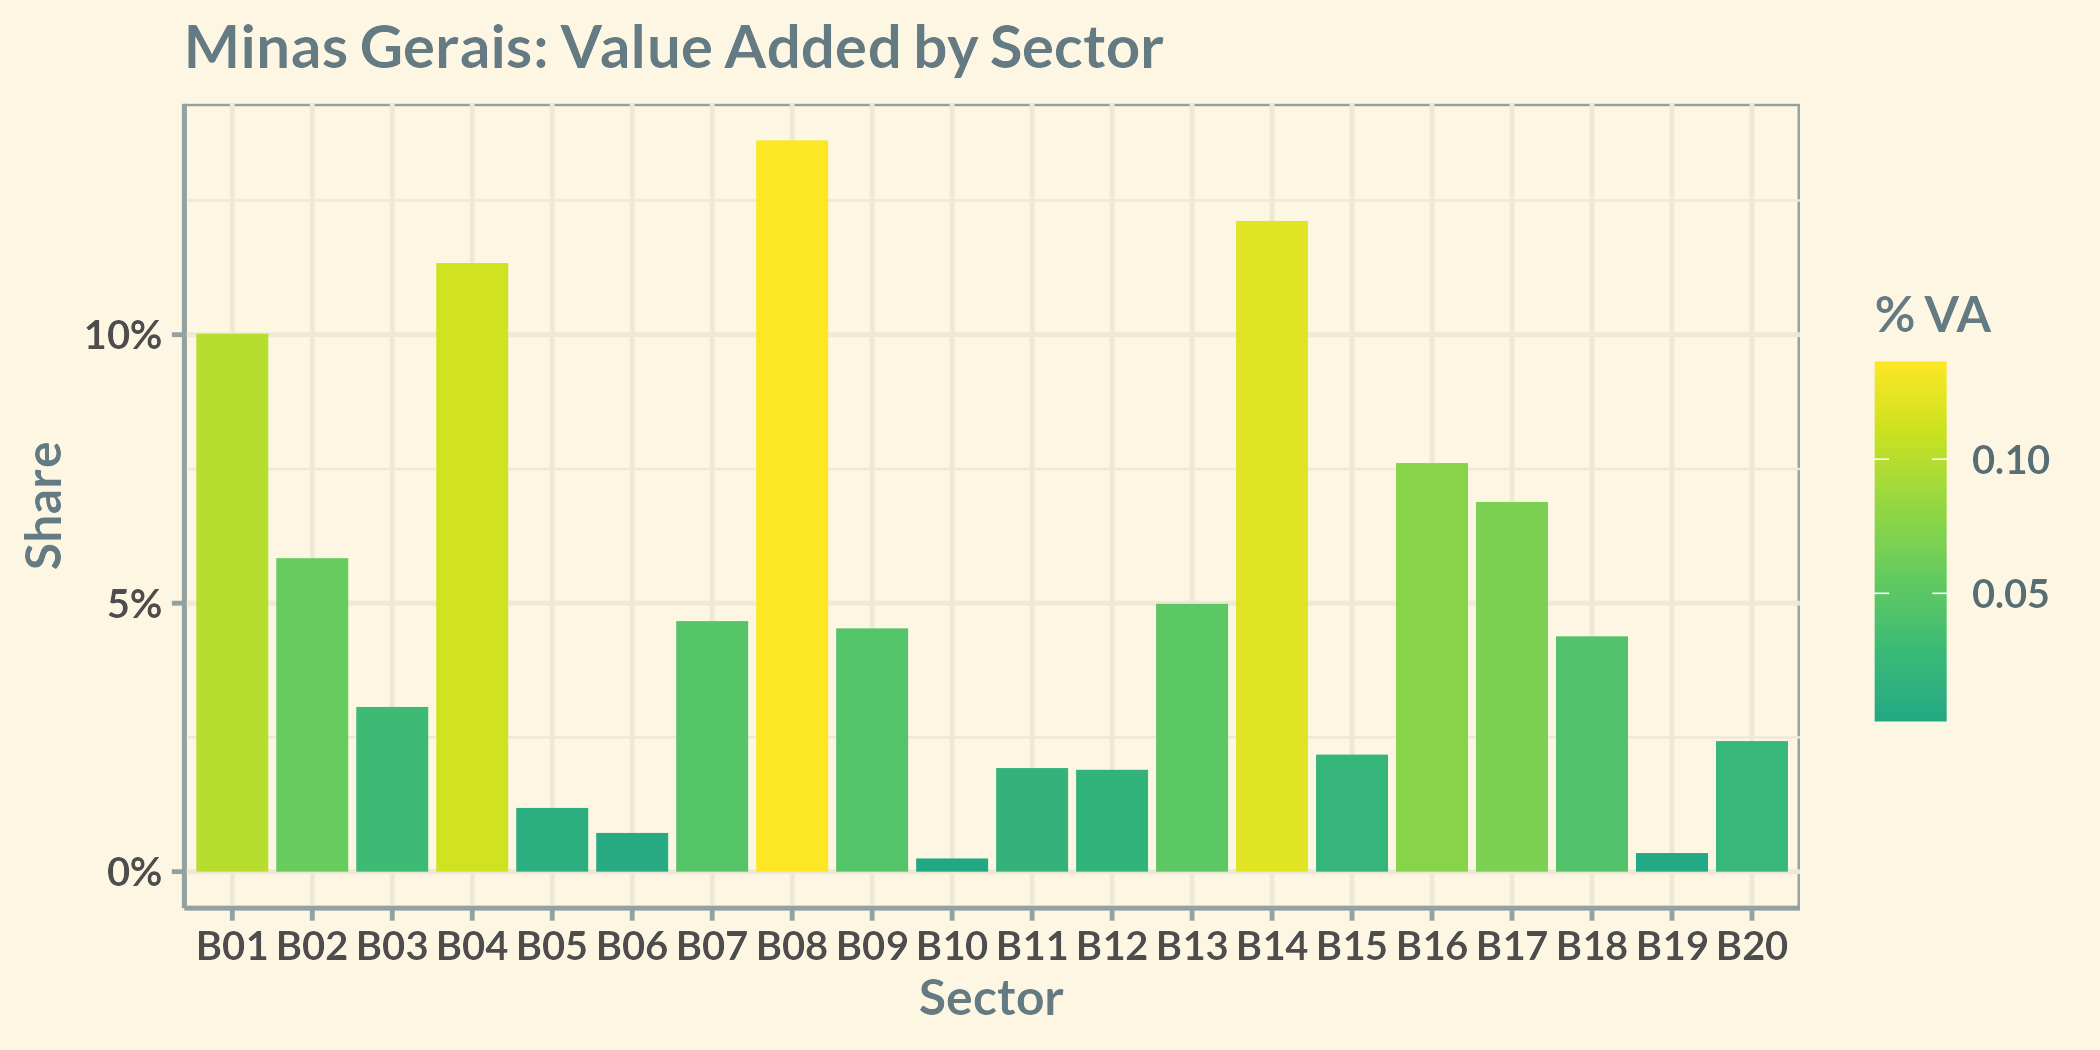 Minas Gerais: Value Added by Sector
Share
10%
5%
0%
B01 B02 B03 B04 B05 B06 B07 B08 B09 B10 B11 B12 B13 B14 B15 B16 B17 B18 B19 B20
Sector
% VA
0.10
0.05